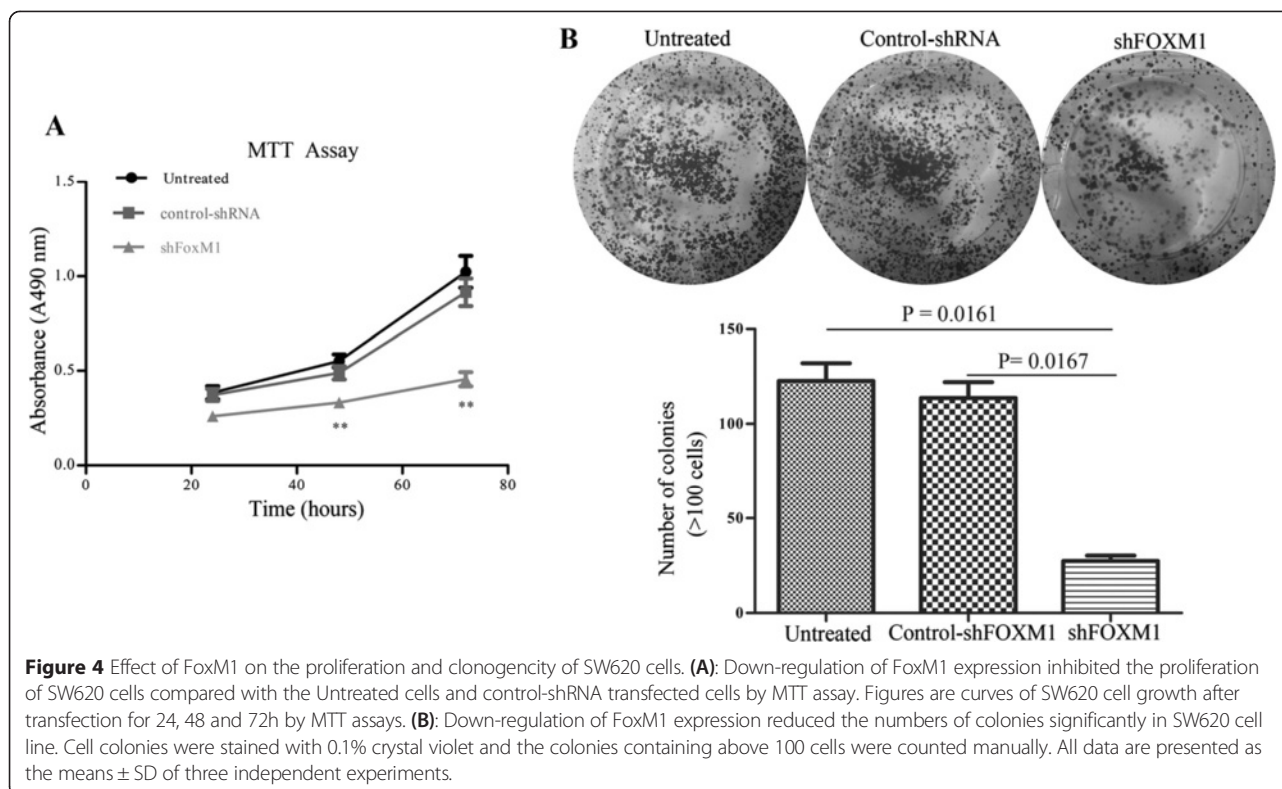 A
MTT Assay
Untreated
control-shRNA
shFoxM1
Absorbance (A490 nm)
1.5
1.0
0.5
0.0
0
20
40
60
80
**
**
Time (hours)
B
Untreated
Control-shRNA
shFOXM1
P = 0.0161
P= 0.0167
Number of colonies
(>100 cells)
150
100
50
0
Untreated
Control-shFOXM1
shFOXM1
Figure 4 Effect of FoxM1 on the proliferation and clonogencity of SW620 cells. (A): Down-regulation of FoxM1 expression inhibited the proliferation
of SW620 cells compared with the Untreated cells and control-shRNA transfected cells by MTT assay. Figures are curves of SW620 cell growth after
transfection for 24, 48 and 72h by MTT assays. (B): Down-regulation of FoxM1 expression reduced the numbers of colonies significantly in SW620 cell
line. Cell colonies were stained with 0.1% crystal violet and the colonies containing above 100 cells were counted manually. All data are presented as
the means ± SD of three independent experiments.